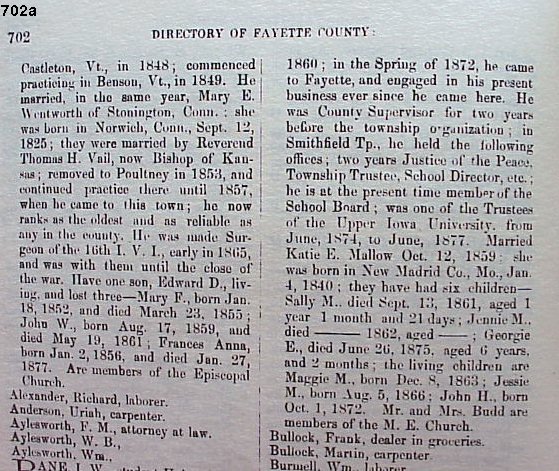 702a
702
DIRECTORY OF FAYETTE COUNTY:
Castleton, Vt., in 1848; commenced
practicing in Benson, Vt., in 1849. He
married, in the same year, Mary E.
Wentworth of Stonington, Conn.: she
was born in Norwich, Conn., Sept. 12,
1825; they were married by Reverend
Thomas H. Vail, now Bishop of Kan-
sas; removed to Poultney in 1853, and
continued practice there until 1857,
when he came to this town; he now
ranks as the oldest and as reliable as
any in the county. He was made Sur-
geon of the 16th I. V. I., early in 1865,
and was with them until the close of
the war. Have one son, Edward D., liv-
ing, and lost three—Mary F., born Jan.
18, 1852, and died March 23, 1855;
John W., born Aug. 17, 1859, and
died May 19, 1861; Frances Anna,
born Jan. 2, 1856, and died Jan. 27,
1877. Are members of the Episcopal
Church.
Alexander, Richard, laborer.
Anderson, Uriah, carpenter.
Aylesworth, F. M., attorney at law.
Aylesworth, W. B.,
Aylesworth, Wm.,
BANE J. W.
1860; in the Spring of 1872, he came
to Fayette, and engaged in his present
business ever since he came here. He
was County Supervisor for two years
before the township organization; in
Smithfield Tp., he held the following
offices; two years Justice of the Peace,
Township Trustee, School Director, etc.;
he is at the present time member of the
School Board; was one of the Trustees
of the Upper Iowa University, from
June, 1874, to June, 1877. Married
Katie E. Mallow Oct. 12, 1859: she
was born in New Madrid Co., Mo., Jan.
4, 1840; they have had six children—
Sally M.. died Sept. 13, 1861, aged 1
year 1 month and 21 days; Jennie M..
died —— 1862, aged ——; Georgie
E., died June 26, 1875, aged 6 years,
and 2 months; the living children are
Maggie M., born Dec. 8, 1863; Jessie
M., born Aug. 5, 1866; John H., born
Oct. 1, 1872. Mr. and Mrs. Budd are
members of the M. E. Church.
Bullock, Frank, dealer in groceries.
Bullock, Martin, carpenter.
Burmell, Wm., laborer.